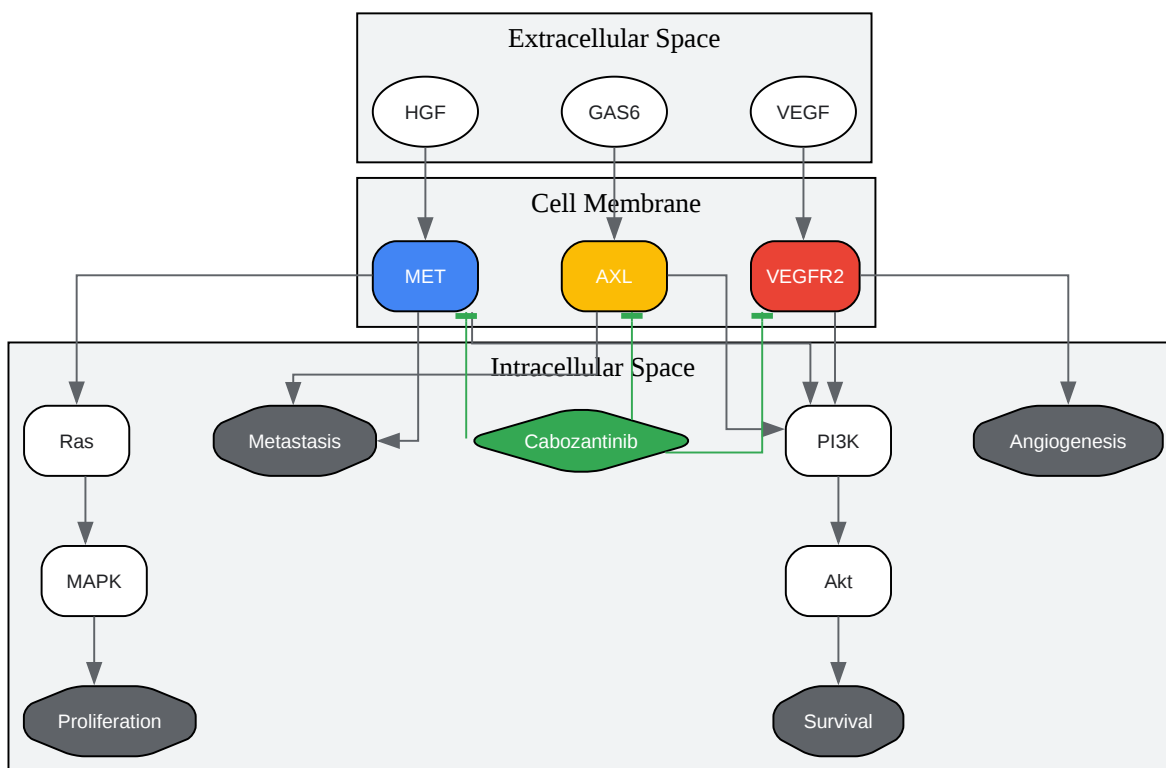 Extracellular Space
HGF
GAS6
VEGF
Cell Membrane
MET
AXL
VEGFR2
Intracellular Space
Ras
Metastasis
Cabozantinib
PI3K
Angiogenesis
MAPK
Akt
Proliferation
Survival